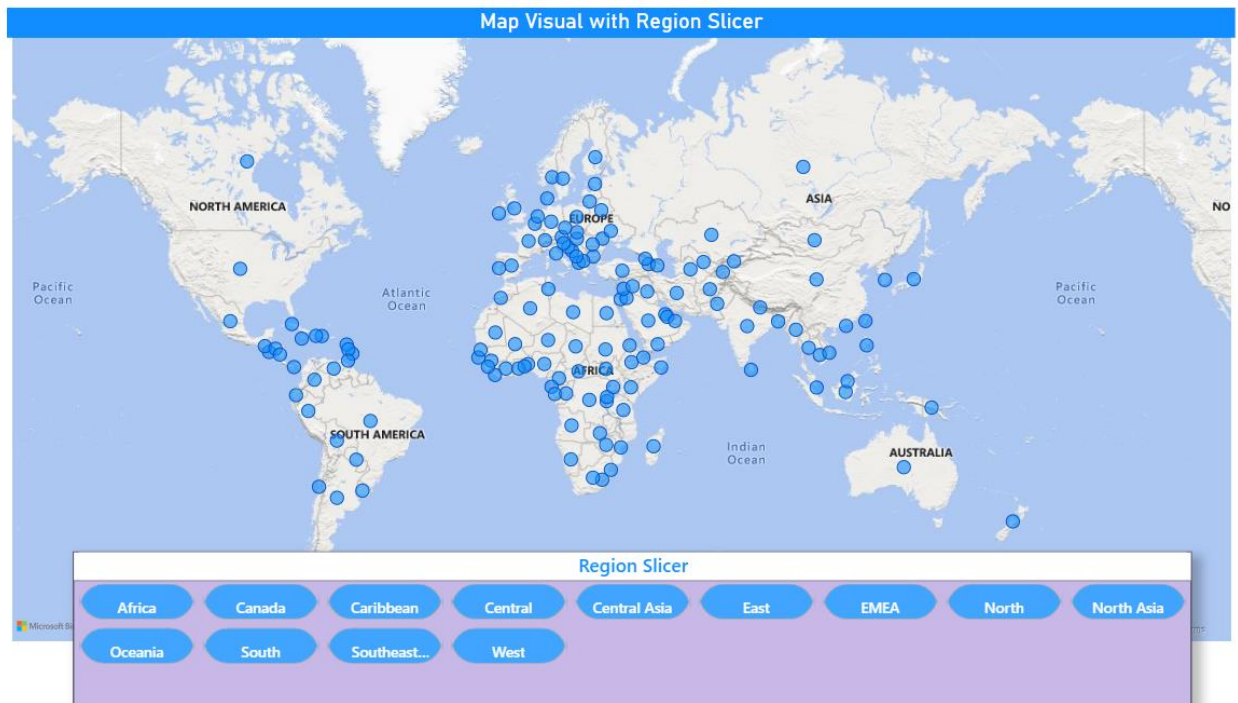 Map Visual with Region Slicer
NORTH AMERICA
EUROPE
ASIA
NO
Pacific
Ocean
Atlantic
Ocean
Pacific
Ocean
AFRICA
SOUTH AMERICA
Indian
Ocean
AUSTRALIA
Region Slicer
Africa Canada Caribbean Central Central Asia East EMEA North North Asia
Microsoft Bi
Oceania South Southeast... West